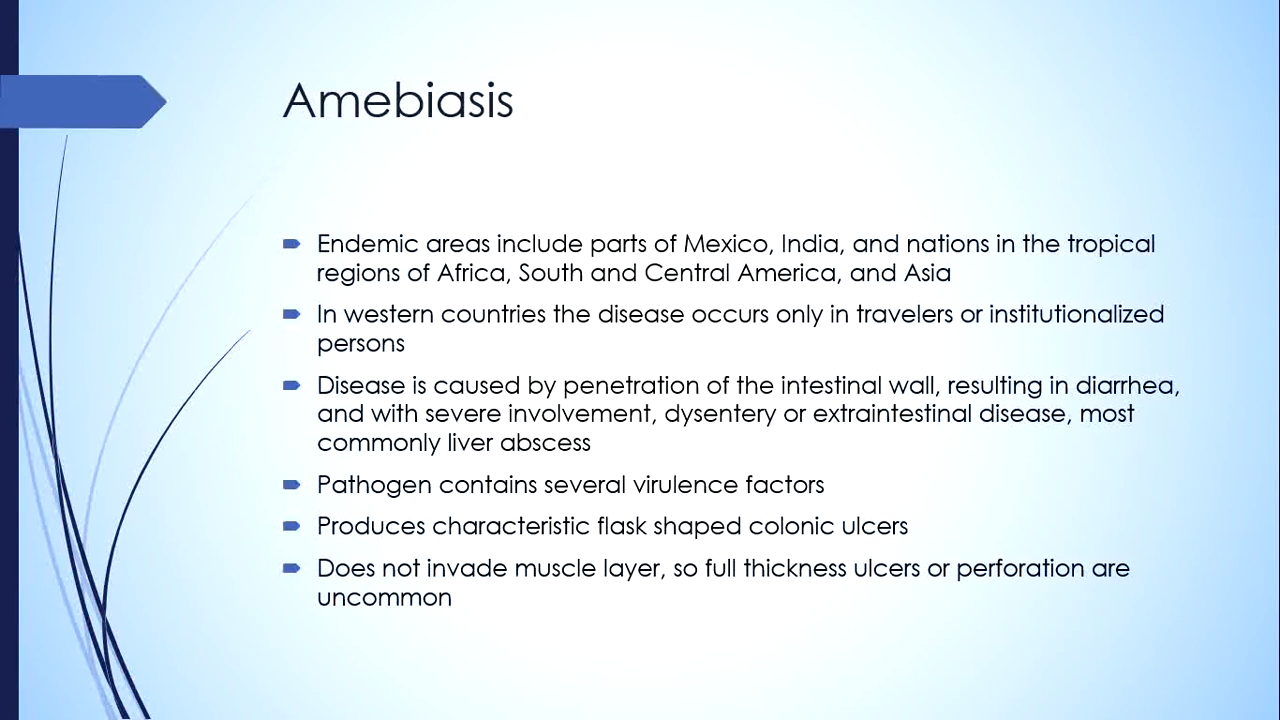 Amebiasis
Endemic areas include parts of Mexico, India, and nations in the tropical
regions of Africa, South and Central America, and Asia
In western countries the disease occurs only in travelers or institutionalized
persons
Disease is caused by penetration of the intestinal wall, resulting in diarrhea,
and with severe involvement, dysentery or extraintestinal disease, most
commonly liver abscess
Pathogen contains several virulence factors
Produces characteristic flask shaped colonic ulcers
Does not invade muscle layer, so full thickness ulcers or perforation are
uncommon